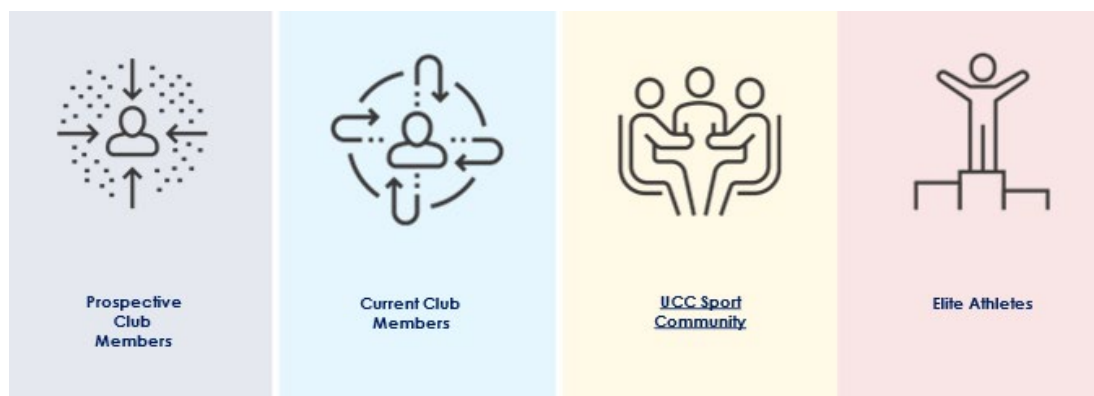 Prospective
Club
Members
Current Club
Members
UCC Sport
Community
Elite Athletes